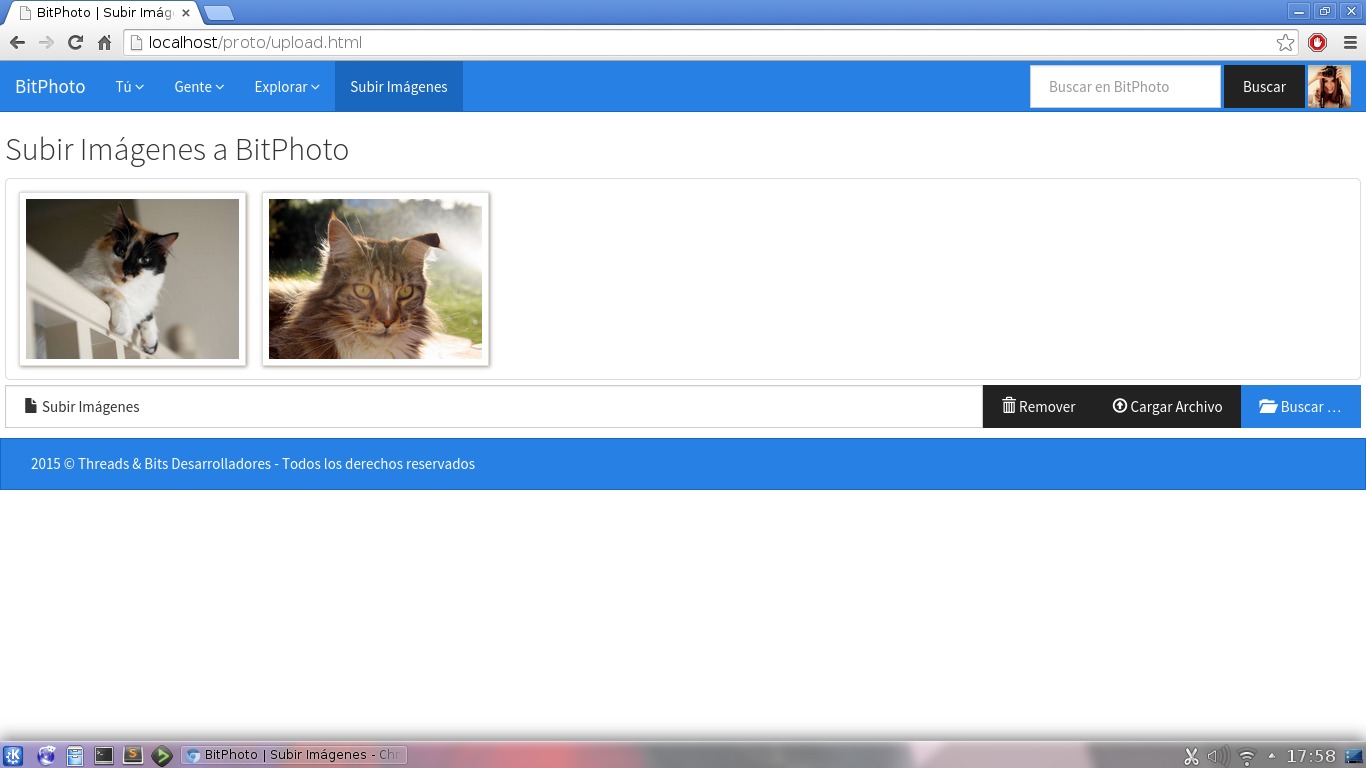 BitPhoto | Subir Imág
localhost/proto/upload.html
BitPhoto Tú Gente Explorar Subir Imágenes Buscar en BitPhoto Buscar
Subir Imágenes a BitPhoto
Subir Imágenes Remover Cargar Archivo Buscar ...
2015 © Threads & Bits Desarrolladores - Todos los derechos reservados
BitPhoto | Subir Imágenes - Chr 17:58